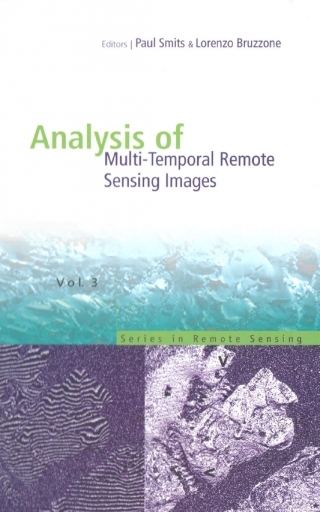 Editors | Paul Smits & Lorenzo Bruzzone
Analysis of
Multi-Temporal Remote
Sensing Images
Vol. 3
Series in Remote Sensing